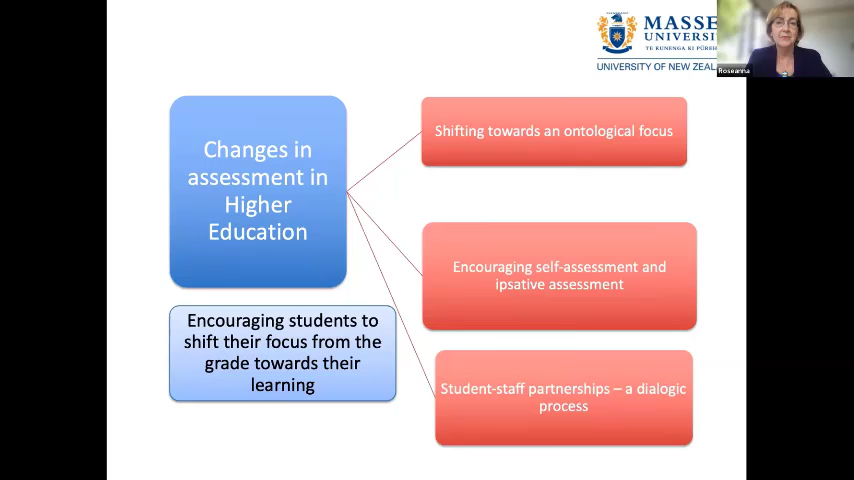 MASSE
UNIVERSI
TE KUNENGA KI PŪREH
UNIVERSITY OF NEW ZEAL
Roseanna
Changes in
assessment in
Higher
Education
Shifting towards an ontological focus
Encouraging self-assessment and
ipsative assessment
Encouraging students to
shift their focus from the
grade towards their
learning
Student-staff partnerships – a dialogic
process